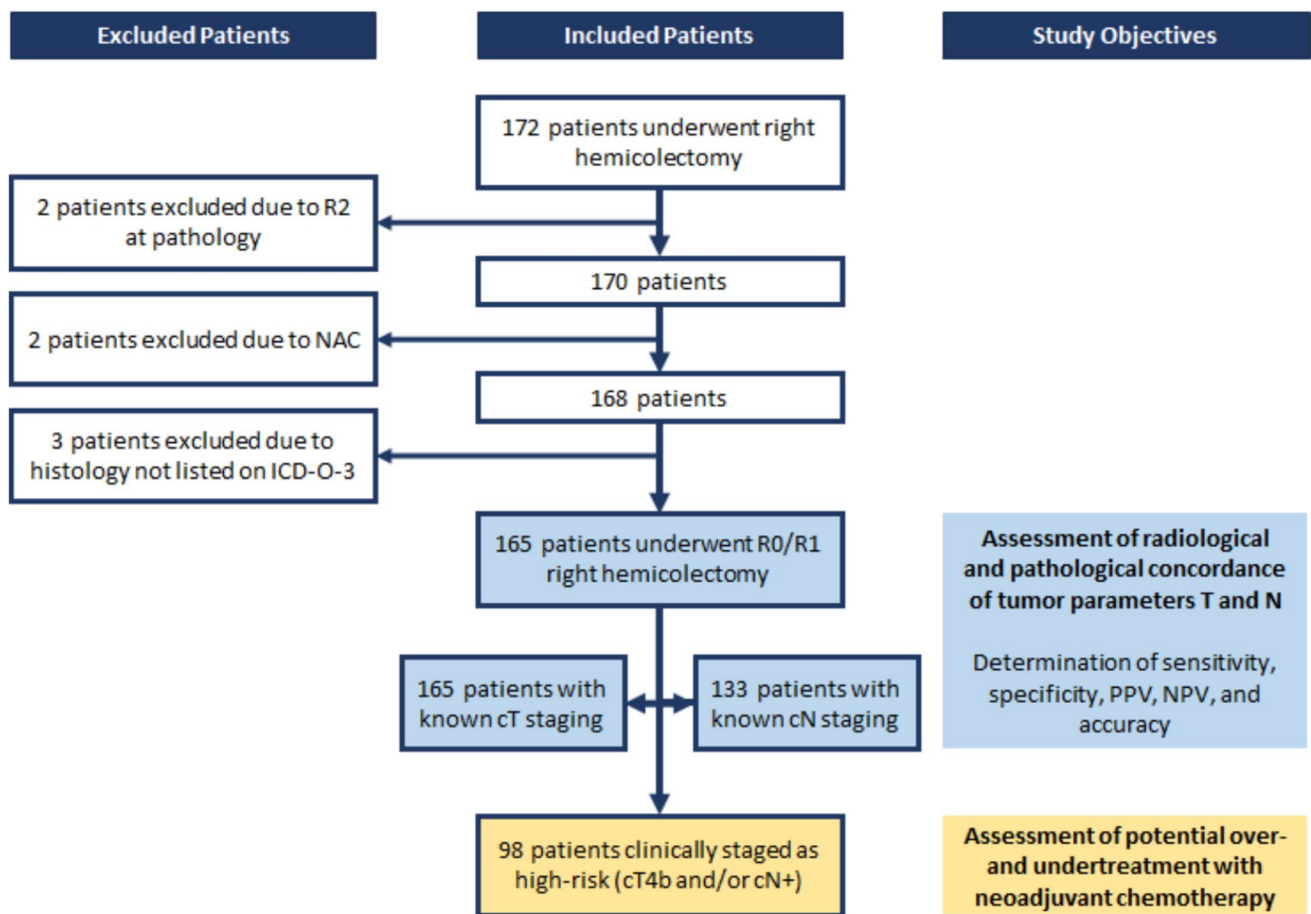 Excluded Patients
Included Patients
Study Objectives
172 patients underwent right
hemicolectomy
2 patients excluded due to R2
at pathology
170 patients
2 patients excluded due to NAC
168 patients
3 patients excluded due to
histology not listed on ICD-O-3
165 patients underwent R0/R1
right hemicolectomy
Assessment of radiological
and pathological concordance
of tumor parameters T and N
Determination of sensitivity,
specificity, PPV, NPV, and
accuracy
165 patients with
known cT staging
133 patients with
known cN staging
98 patients clinically staged as
high-risk (cT4b and/or cN+)
Assessment of potential over-
and undertreatment with
neoadjuvant chemotherapy